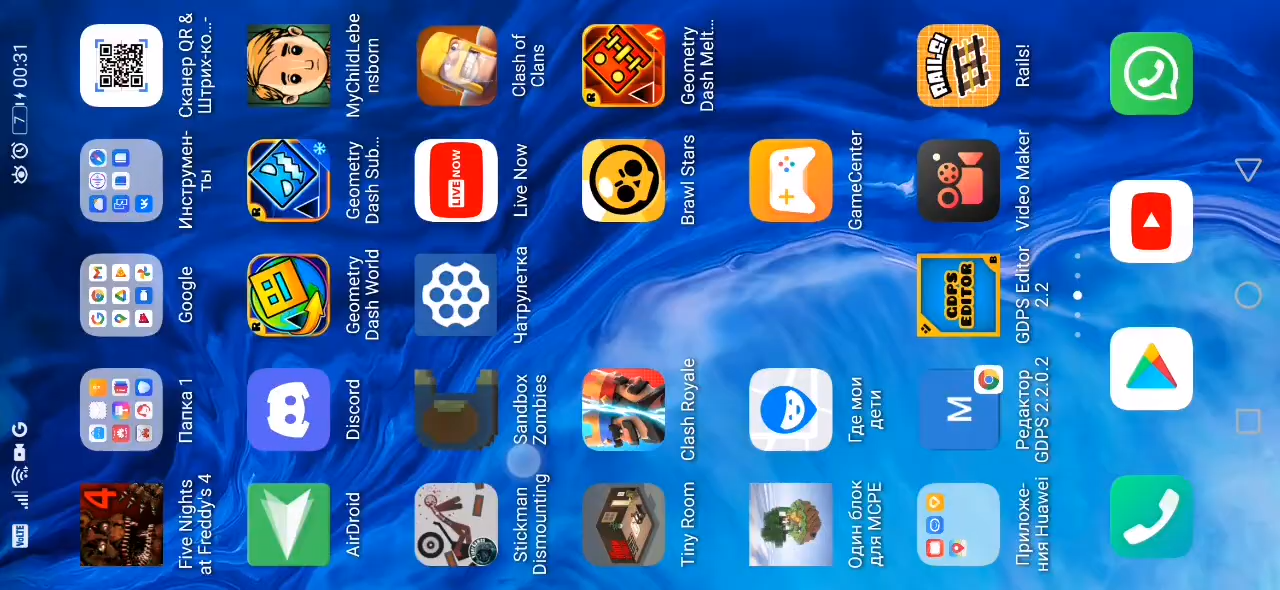 VoLTE
7
00:31
4
Five Nights
at Freddy's 4
Папка 1
Google
Инструмен-
ты
Сканер QR &
Штрих-ко...-
AirDroid
Discord
Geometry
Dash World
Geometry
Dash Sub...
MyChildLebe
nsborn
Stickman
Dismounting
Sandbox
Zombies
Чатрулетка
LIVE NOW
Live Now
Clash of
Clans
Tiny Room
Clash Royale
Brawl Stars
Geometry
Dash Melt...
Один блок
для MCPE
Где мои
дети
GameCenter
Приложе-
ния Huawei
М
Редактор
GDPS 2.2.0.2
GDPS
EDITOR
GDPS Editor
2.2
Video Maker
RAILS!
Rails!